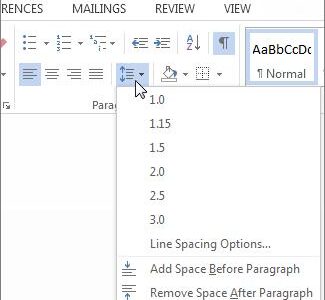 ENCES MAILINGS REVIEW VIEW
AaBbCcDc
¶ Normal
Parag
1.0
1.15
1.5
2.0
2.5
3.0
Line Spacing Options...
Add Space Before Paragraph
Remove Space After Paragraph